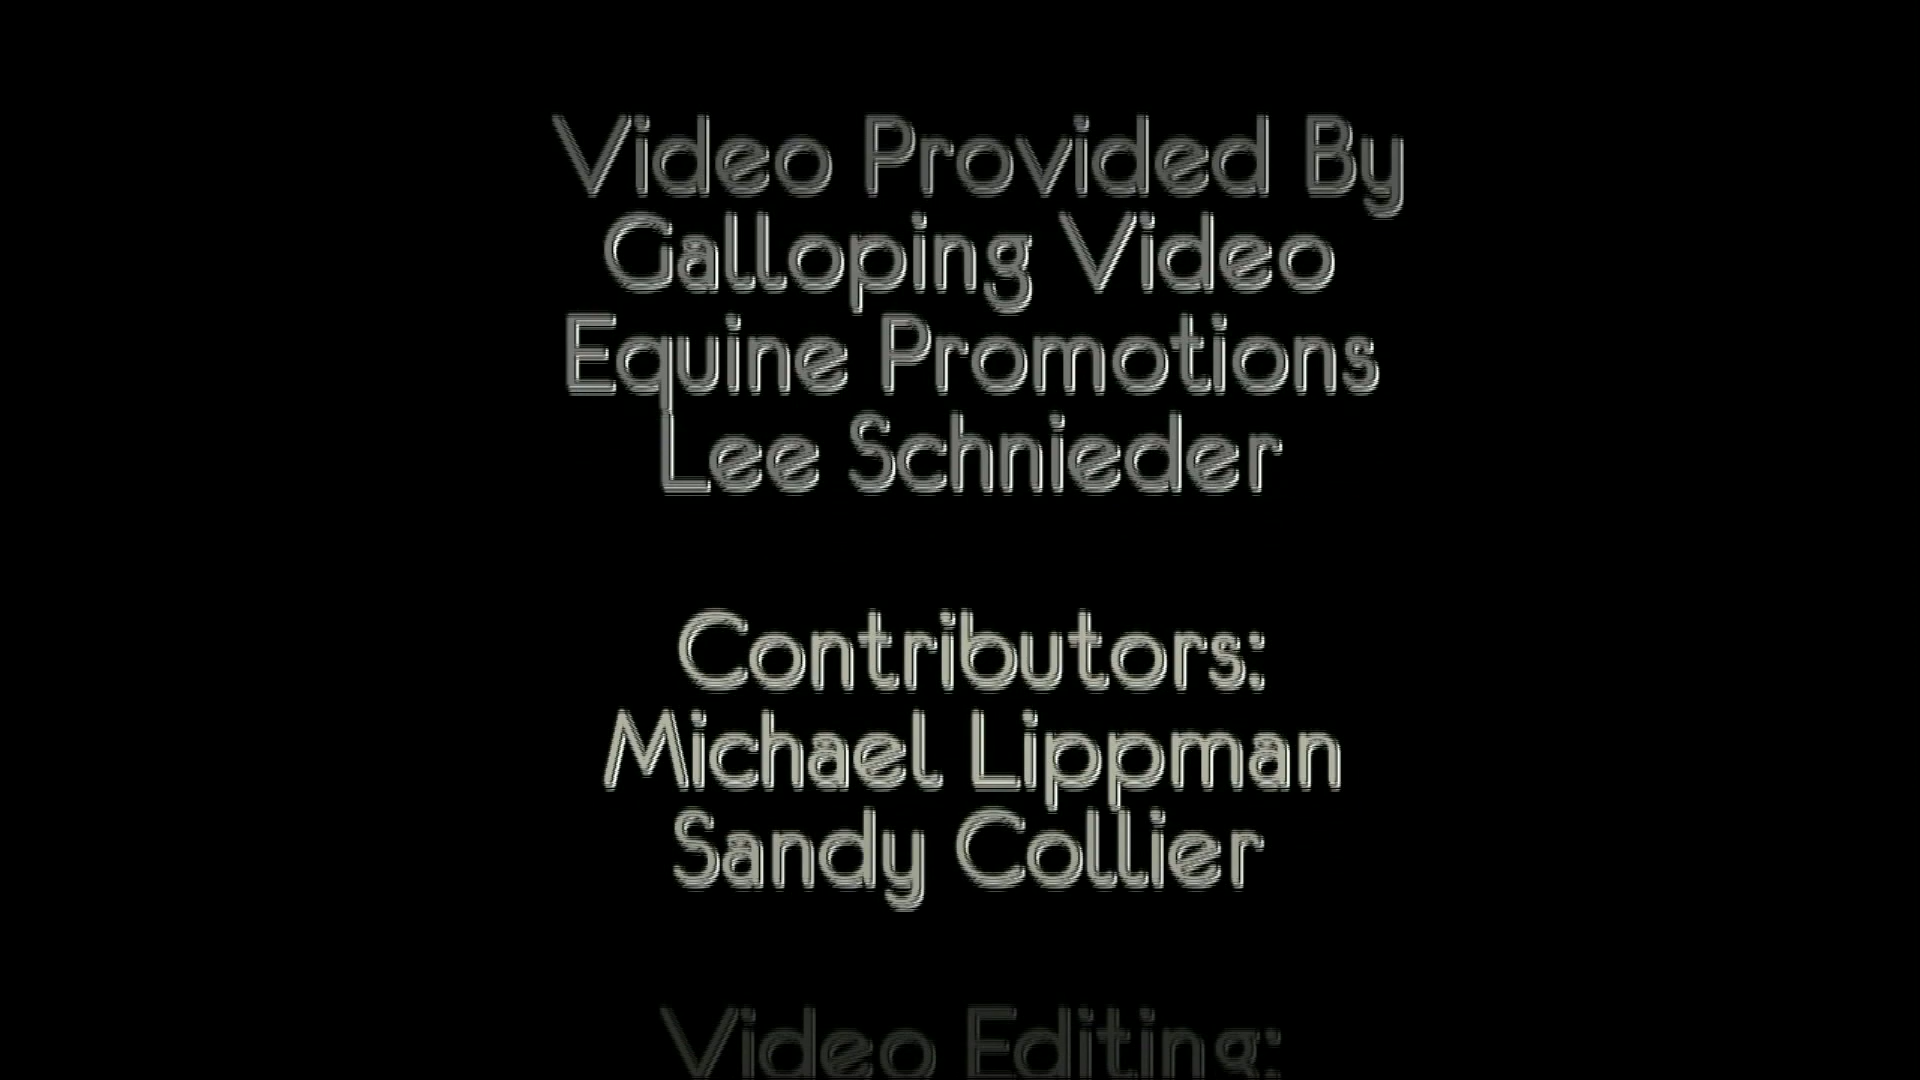 Video Provided By
Galloping Video
Equine Promotions
Lee Schnieder
Contributors:
Michael Lippman
Sandy Collier
Video Editing: